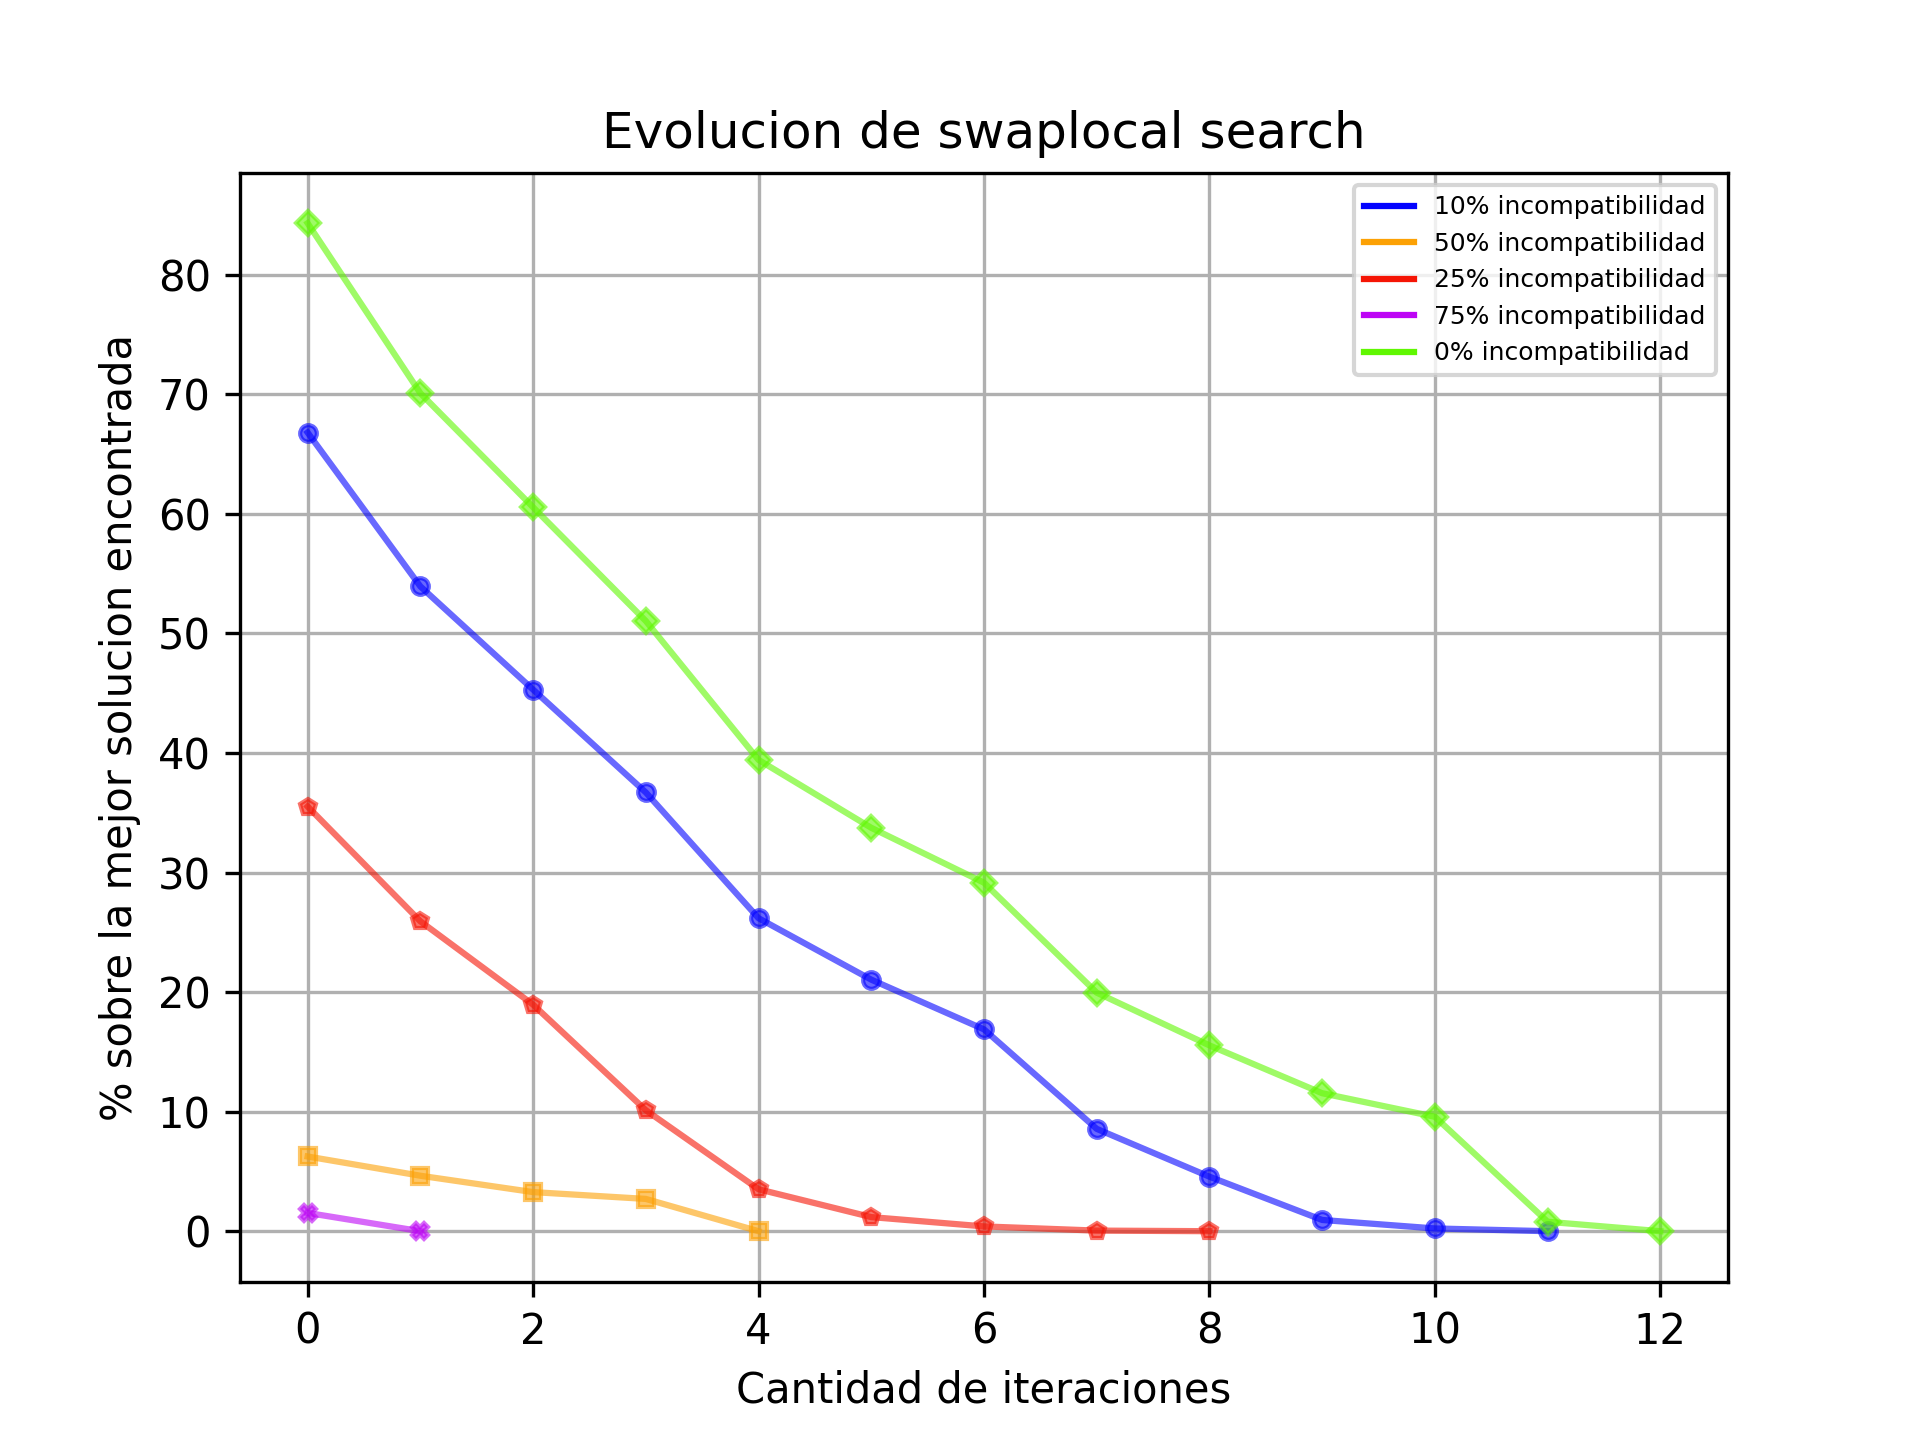 Evolucion de swaplocal search
10% incompatibilidad
50% incompatibilidad
25% incompatibilidad
75% incompatibilidad
0% incompatibilidad
% sobre la mejor solucion encontrada
80
70
60
50
40
30
20
10
0
0 2 4 6 8 10 12
Cantidad de iteraciones